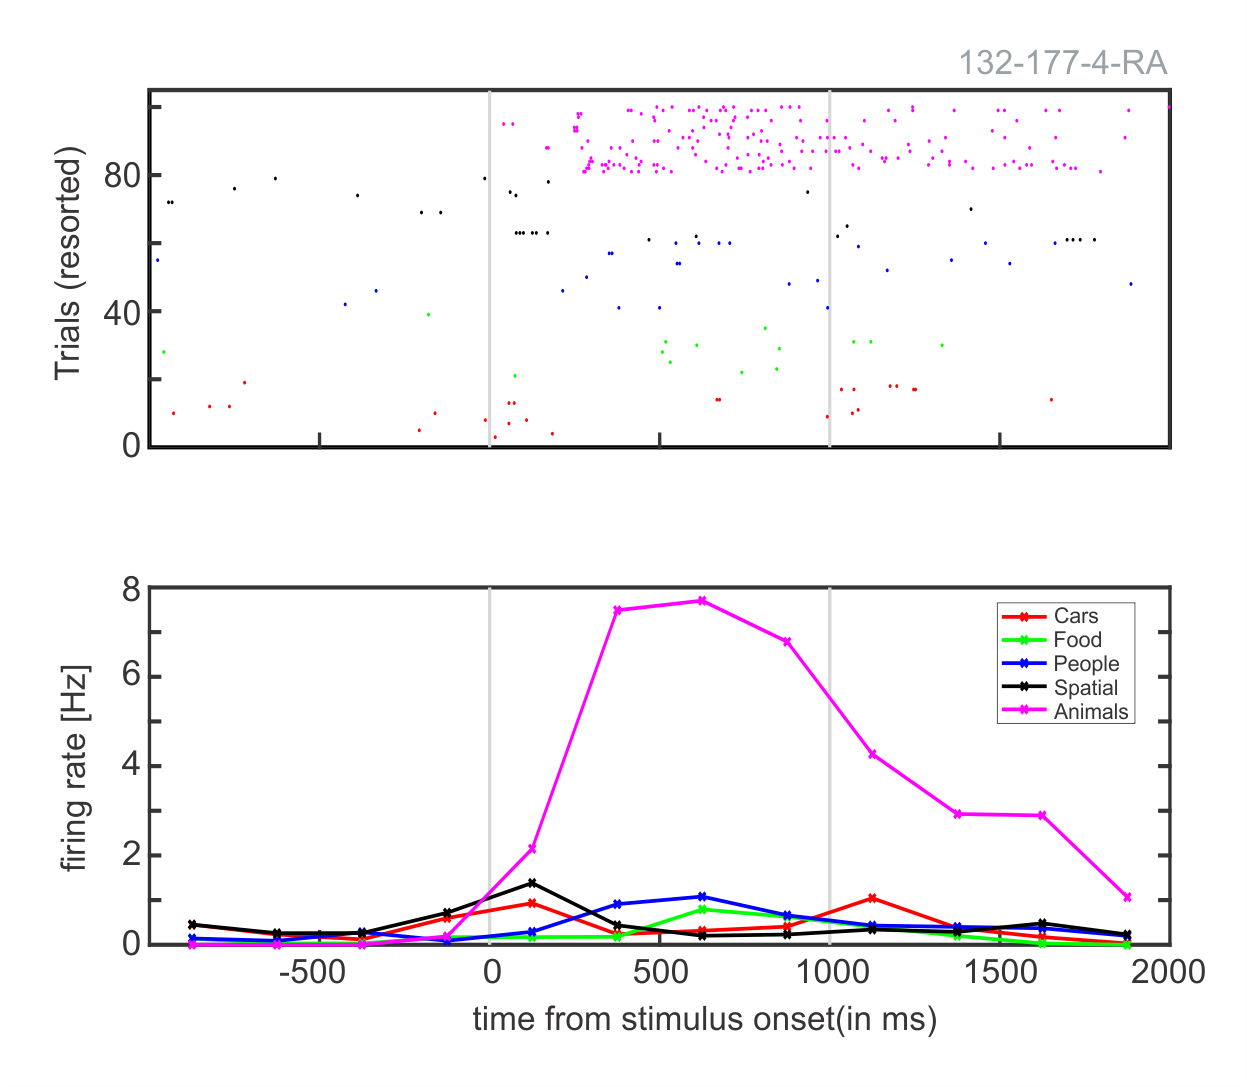 132-177-4-RA
Trials (resorted)
80
40
0
firing rate [Hz]
8
6
4
2
0
Cars
Food
People
Spatial
Animals
-500 0 500 1000 1500 2000
time from stimulus onset(in ms)